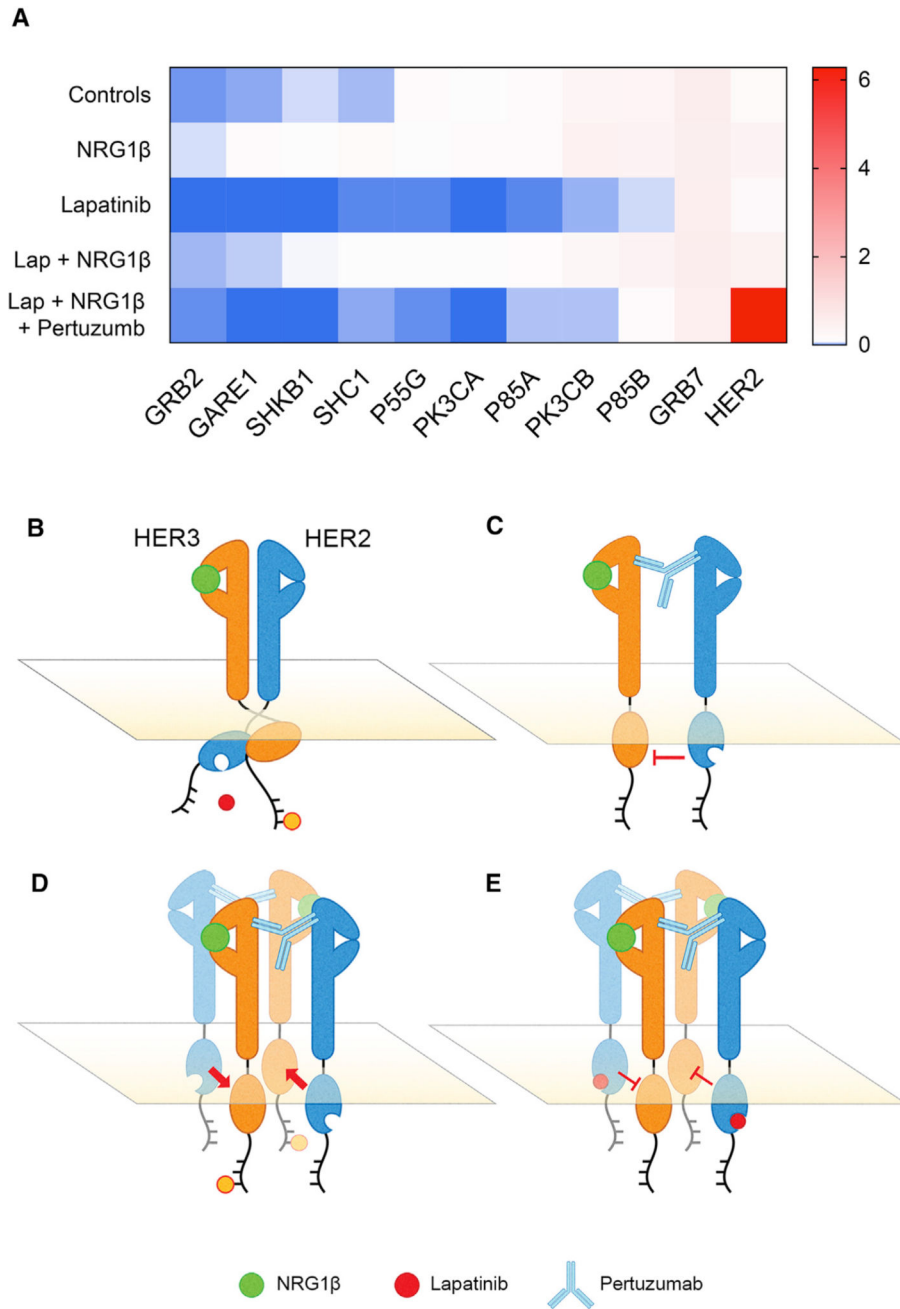 A
Controls
NRG1β
Lapatinib
Lap + NRG1β
Lap + NRG1β
+ Pertuzumb
6
4
2
0
GRB2
GARE1
SHKB1
SHC1
P55G
PK3CA
P85A
PK3CB
P85B
GRB7
HER2
B
HER3
HER2
C
D
E
NRG1β
Lapatinib
Pertuzumab